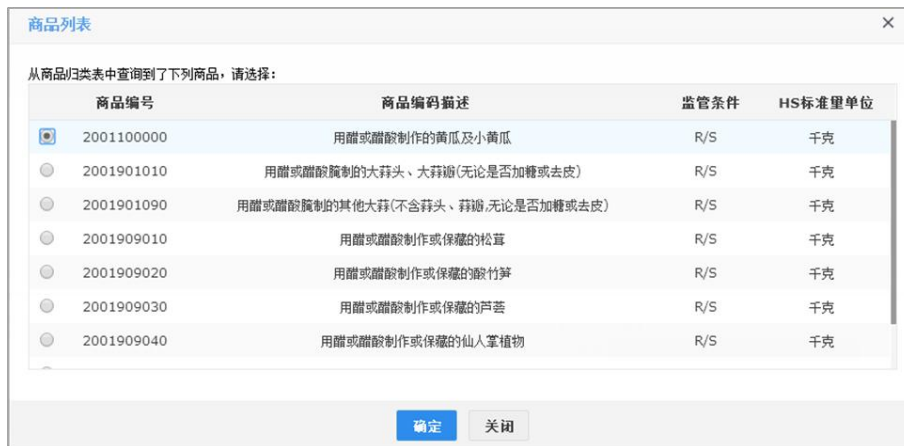 商品列表 ×
从商品归类表中查询到了下列商品，请选择：
商品编号 商品编码描述 监管条件 HS标准里单位
2001100000 用醋或醋酸制作的黄瓜及小黄瓜 R/S 千克
2001901010 用醋或醋酸腌制的大蒜头、大蒜瓣(无论是否加糖或去皮) R/S 千克
2001901090 用醋或醋酸腌制的其他大蒜(不含蒜头、蒜瓣,无论是否加糖或去皮) R/S 千克
2001909010 用醋或醋酸制作或保藏的松茸 R/S 千克
2001909020 用醋或醋酸制作或保藏的酸竹笋 R/S 千克
2001909030 用醋或醋酸制作或保藏的芦荟 R/S 千克
2001909040 用醋或醋酸制作或保藏的仙人掌植物 R/S 千克
确定 关闭